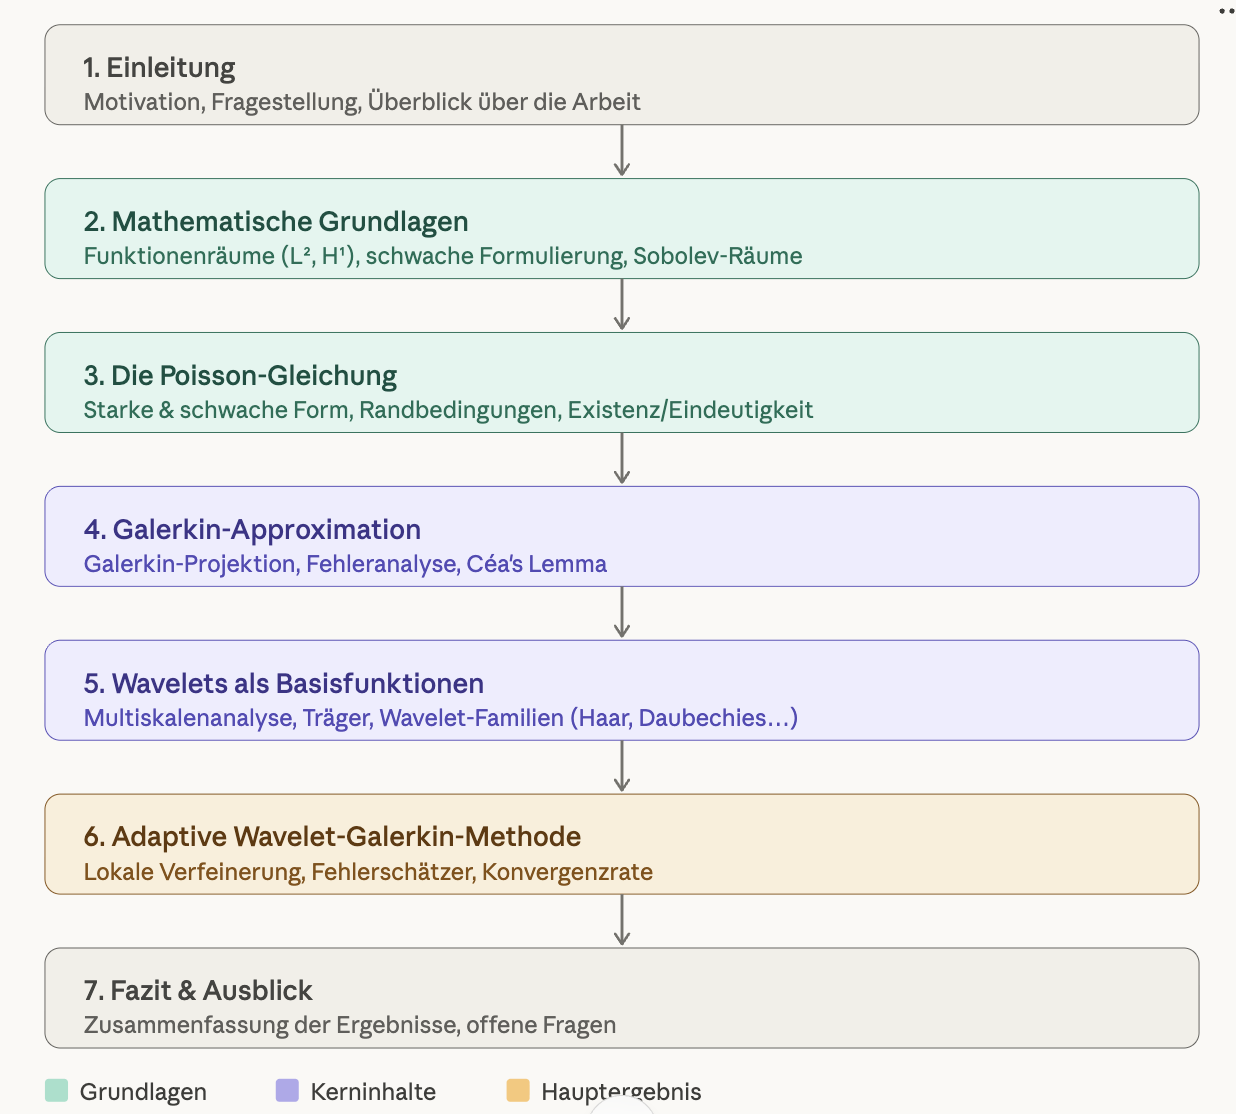 1. Einleitung
Motivation, Fragestellung, Überblick über die Arbeit
2. Mathematische Grundlagen
Funktionenräume (L², H¹), schwache Formulierung, Sobolev-Räume
3. Die Poisson-Gleichung
Starke & schwache Form, Randbedingungen, Existenz/Eindeutigkeit
4. Galerkin-Approximation
Galerkin-Projektion, Fehleranalyse, Céa's Lemma
5. Wavelets als Basisfunktionen
Multiskalenanalyse, Träger, Wavelet-Familien (Haar, Daubechies...)
6. Adaptive Wavelet-Galerkin-Methode
Lokale Verfeinerung, Fehlerschätzer, Konvergenzrate
7. Fazit & Ausblick
Zusammenfassung der Ergebnisse, offene Fragen
Grundlagen Kerninhalte Hauptergebnis